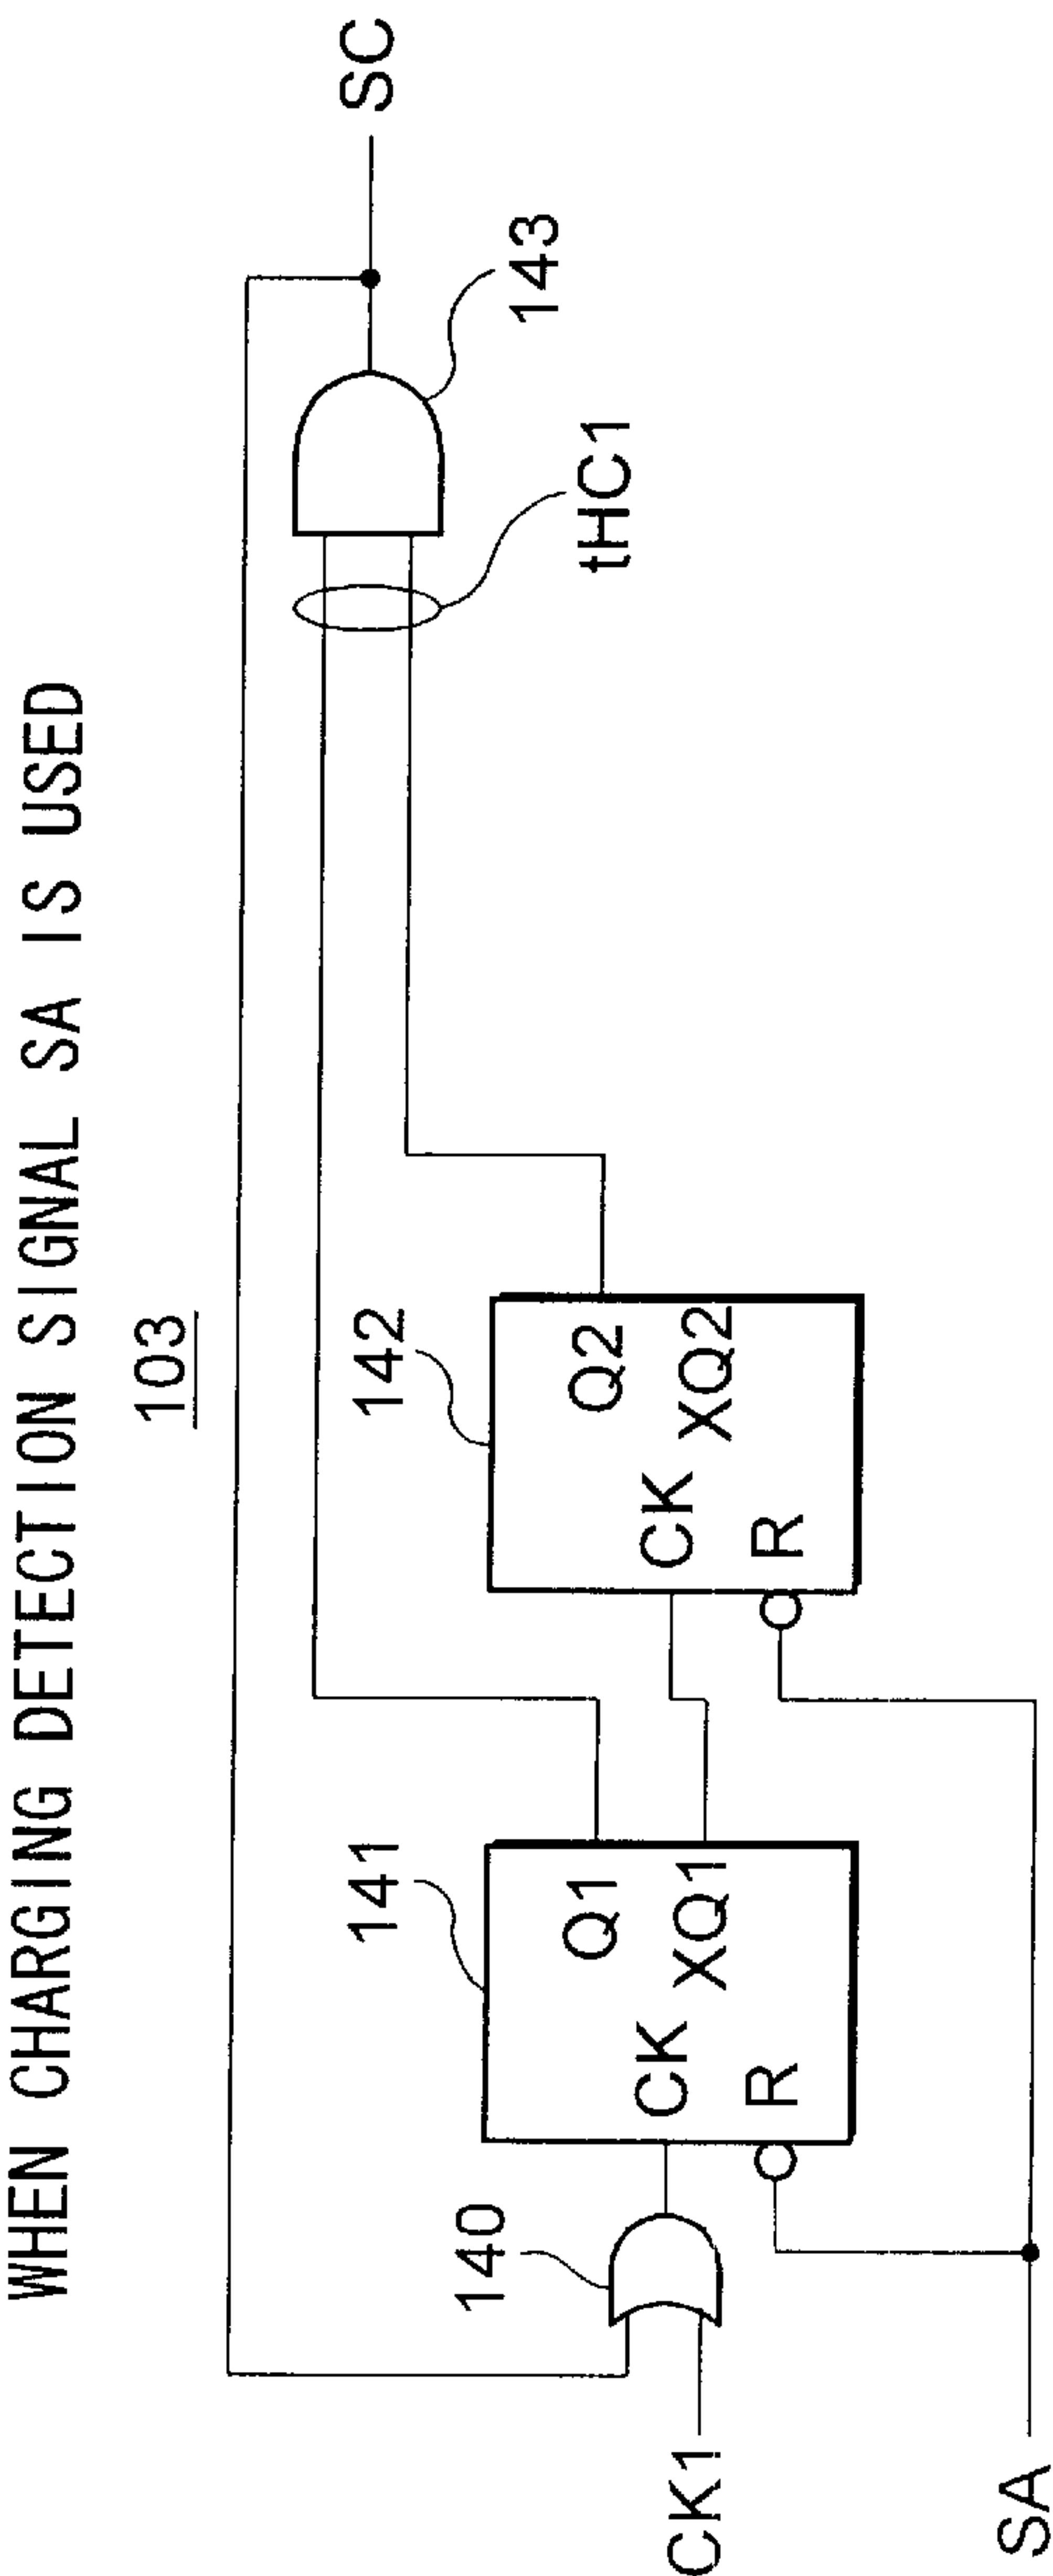 WHEN CHARGING DETECTION SIGNAL SA IS USED
103
SC
143
tHC1
142
Q2
CK
XQ2
R
141
Q1
CK
XQ1
R
140
CK1
SA